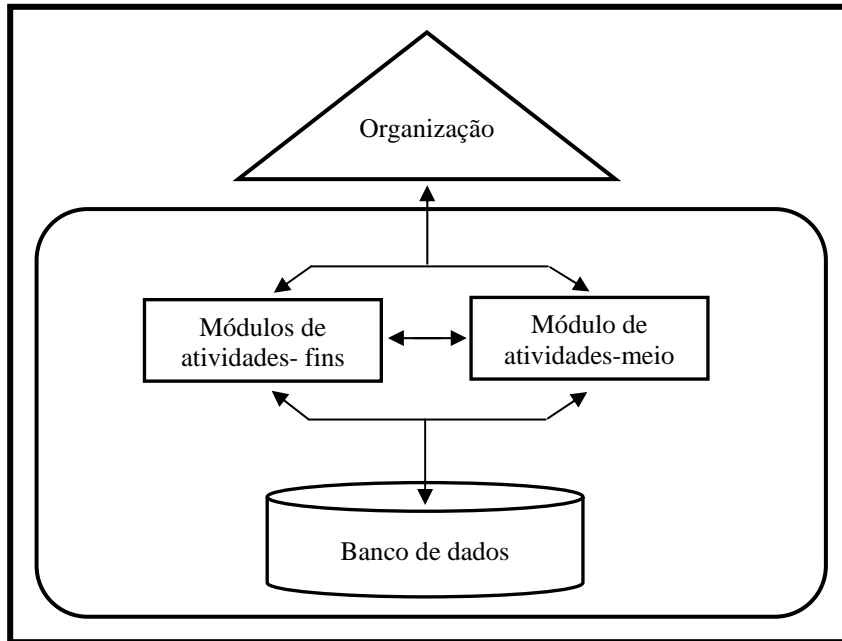 Organização
Módulos de
atividades- fins
Módulo de
atividades-meio
Banco de dados